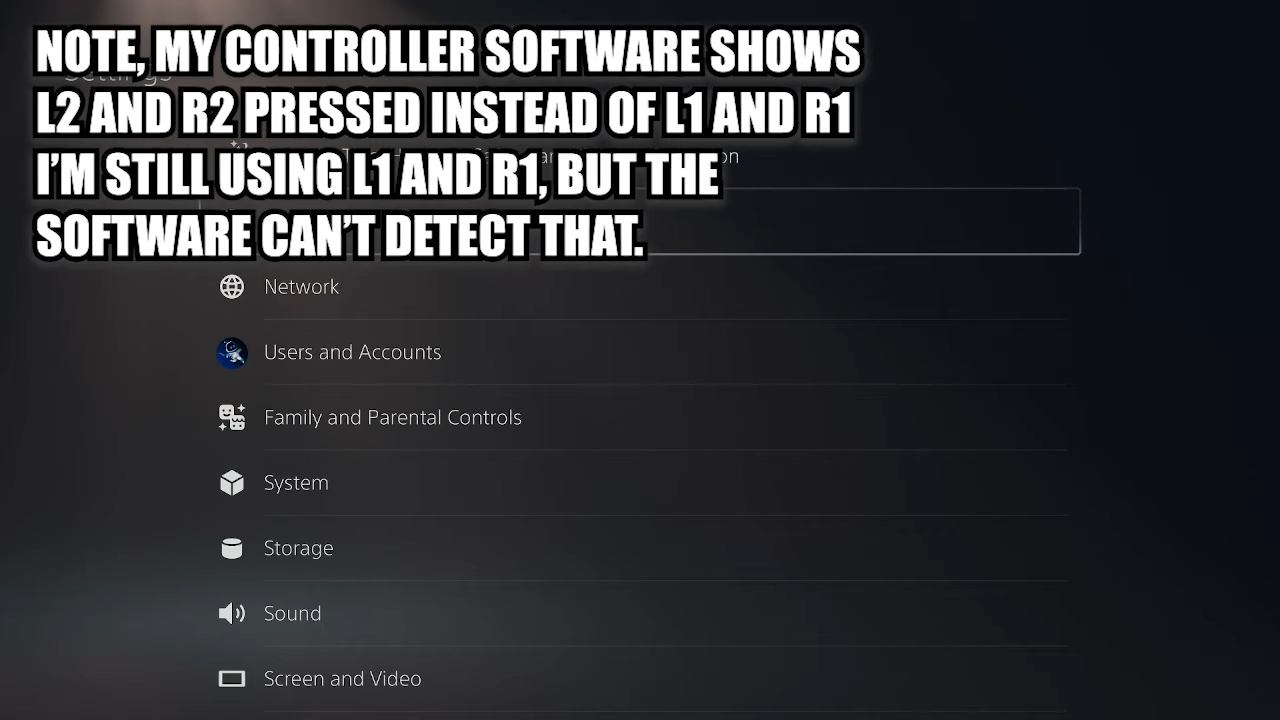 NOTE, MY CONTROLLER SOFTWARE SHOWS
L2 AND R2 PRESSED INSTEAD OF L1 AND R1
I'M STILL USING L1 AND R1, BUT THE
SOFTWARE CAN'T DETECT THAT.
Settings
Network
Users and Accounts
Family and Parental Controls
System
Storage
Sound
Screen and Video